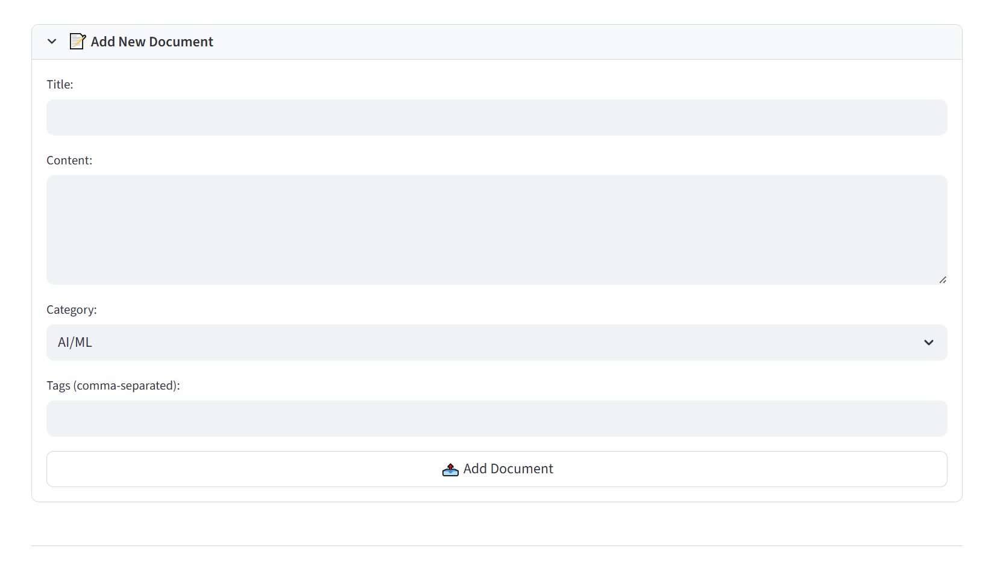 Add New Document
Title:
Content:
Category:
AI/ML
Tags (comma-separated):
Add Document